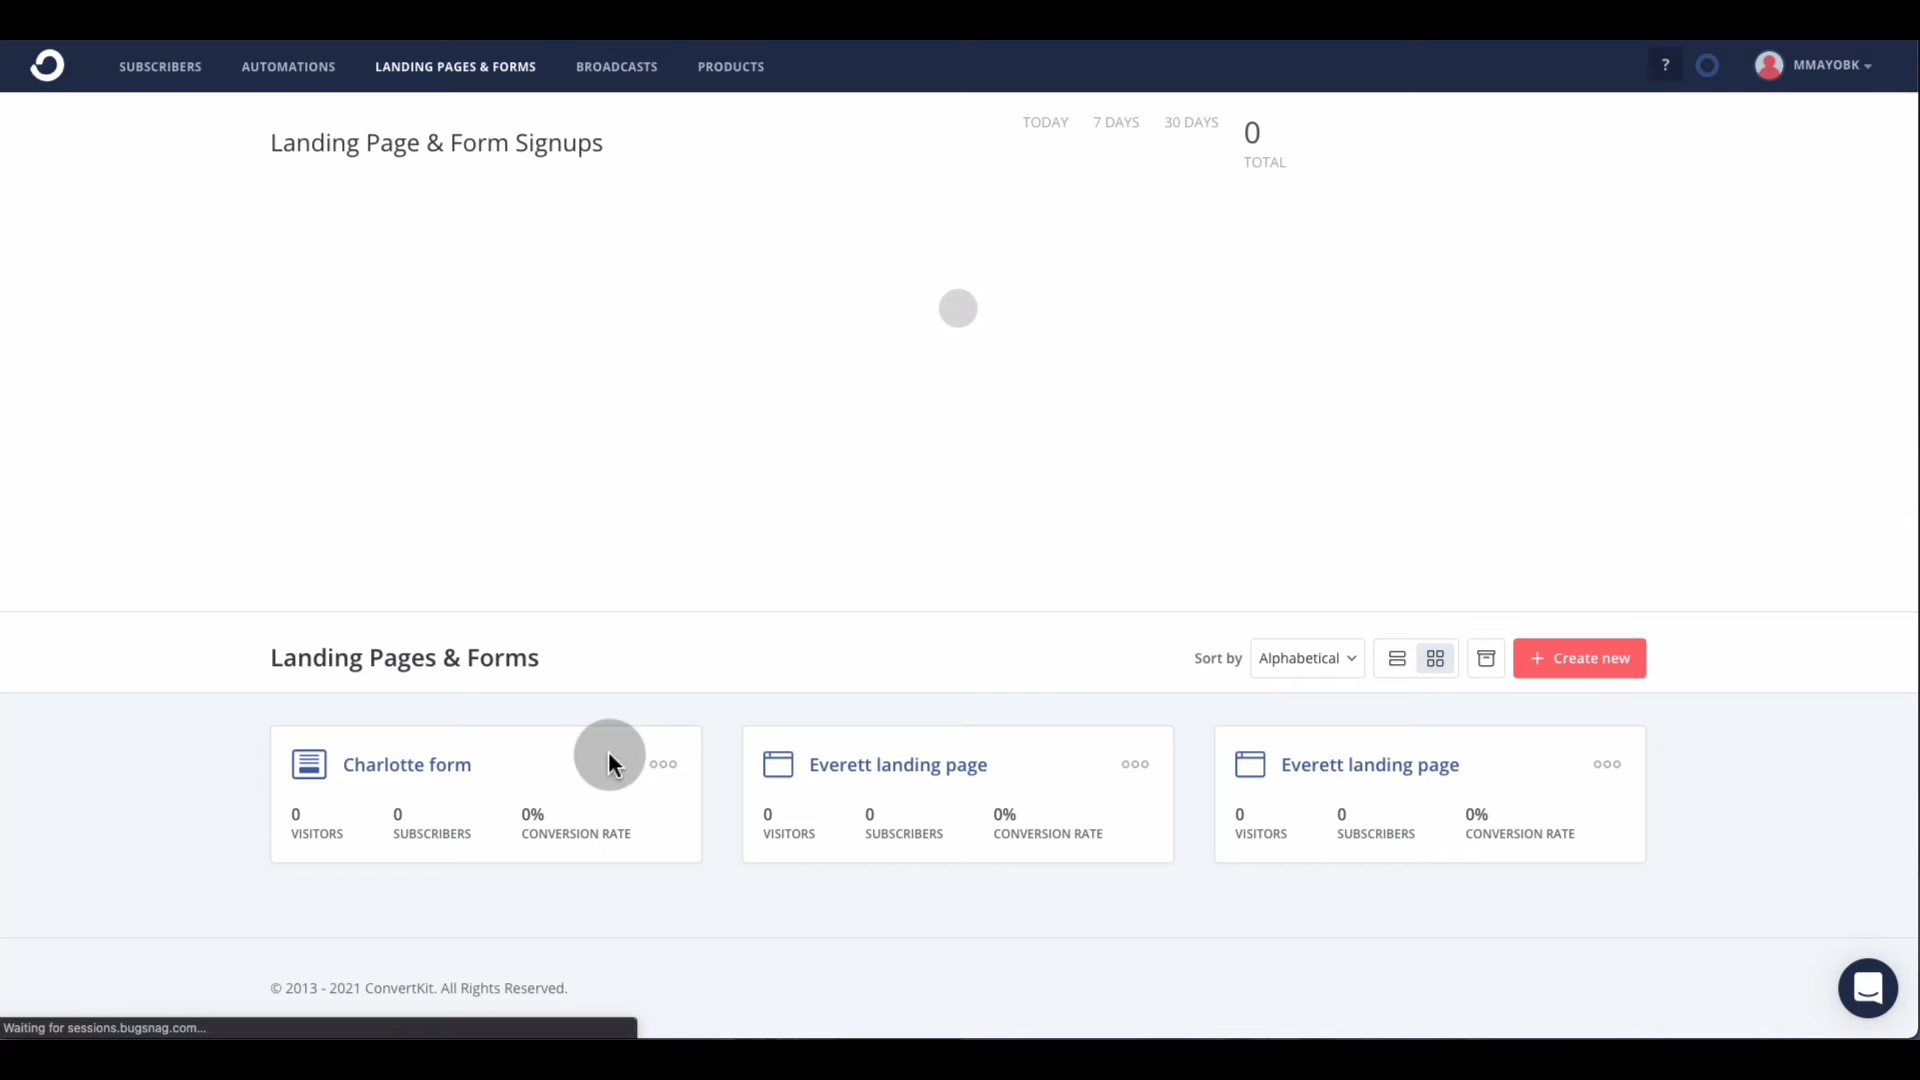 SUBSCRIBERS AUTOMATIONS LANDING PAGES & FORMS BROADCASTS PRODUCTS ? MMAYOBK
Landing Page & Form Signups
TODAY 7 DAYS 30 DAYS 0 TOTAL
Landing Pages & Forms
Sort by Alphabetical + Create new
Charlotte form
0 VISITORS 0 SUBSCRIBERS 0% CONVERSION RATE
Everett landing page
0 VISITORS 0 SUBSCRIBERS 0% CONVERSION RATE
Everett landing page
0 VISITORS 0 SUBSCRIBERS 0% CONVERSION RATE
© 2013 - 2021 ConvertKit. All Rights Reserved.
Waiting for sessions.bugsnag.com...